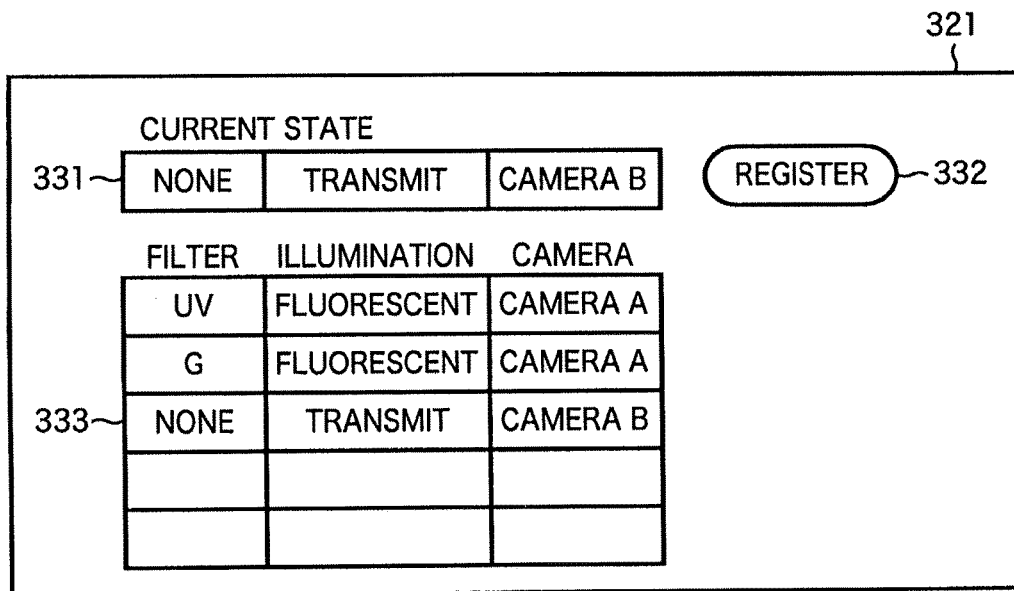 321
CURRENT STATE
331 NONE TRANSMIT CAMERA B REGISTER 332
FILTER ILLUMINATION CAMERA
UV FLUORESCENT CAMERA A
G FLUORESCENT CAMERA A
333 NONE TRANSMIT CAMERA B